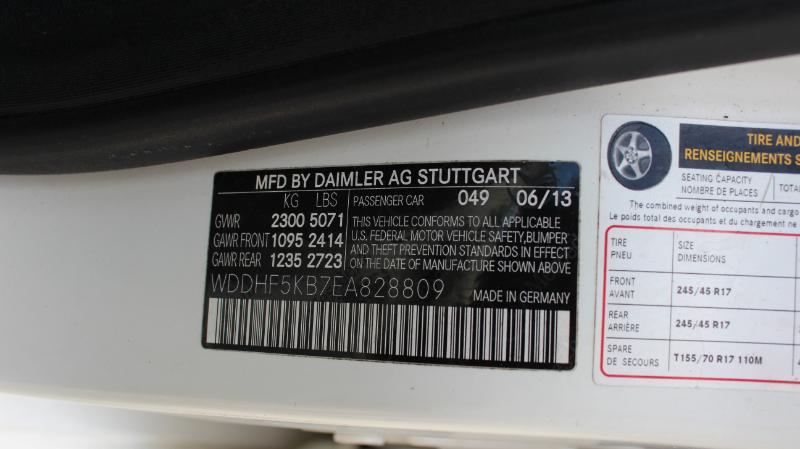 MFD BY DAIMLER AG STUTTGART
KG LBS PASSENGER CAR 049 06/13
GVWR 2300 5071
GAWR FRONT 1095 2414
GAWR REAR 1235 2723
THIS VEHICLE CONFORMS TO ALL APPLICABLE
U.S. FEDERAL MOTOR VEHICLE SAFETY, BUMPER
AND THEFT PREVENTION STANDARDS IN EFFECT
ON THE DATE OF MANUFACTURE SHOWN ABOVE.
WDDHF5KB7EA828809
MADE IN GERMANY
TIRE AND
RENSEIGNEMENTS S
SEATING CAPACITY
NOMBRE DE PLACES
TOTAL
The combined weight of occupants and cargo
Le poids total des occupants et du chargement ne
TIRE
PNEU
SIZE
DIMENSIONS
FRONT
AVANT
245/45 R17
REAR
ARRIÈRE
245/45 R17
SPARE
DE SECOURS
T155/70 R17 110M